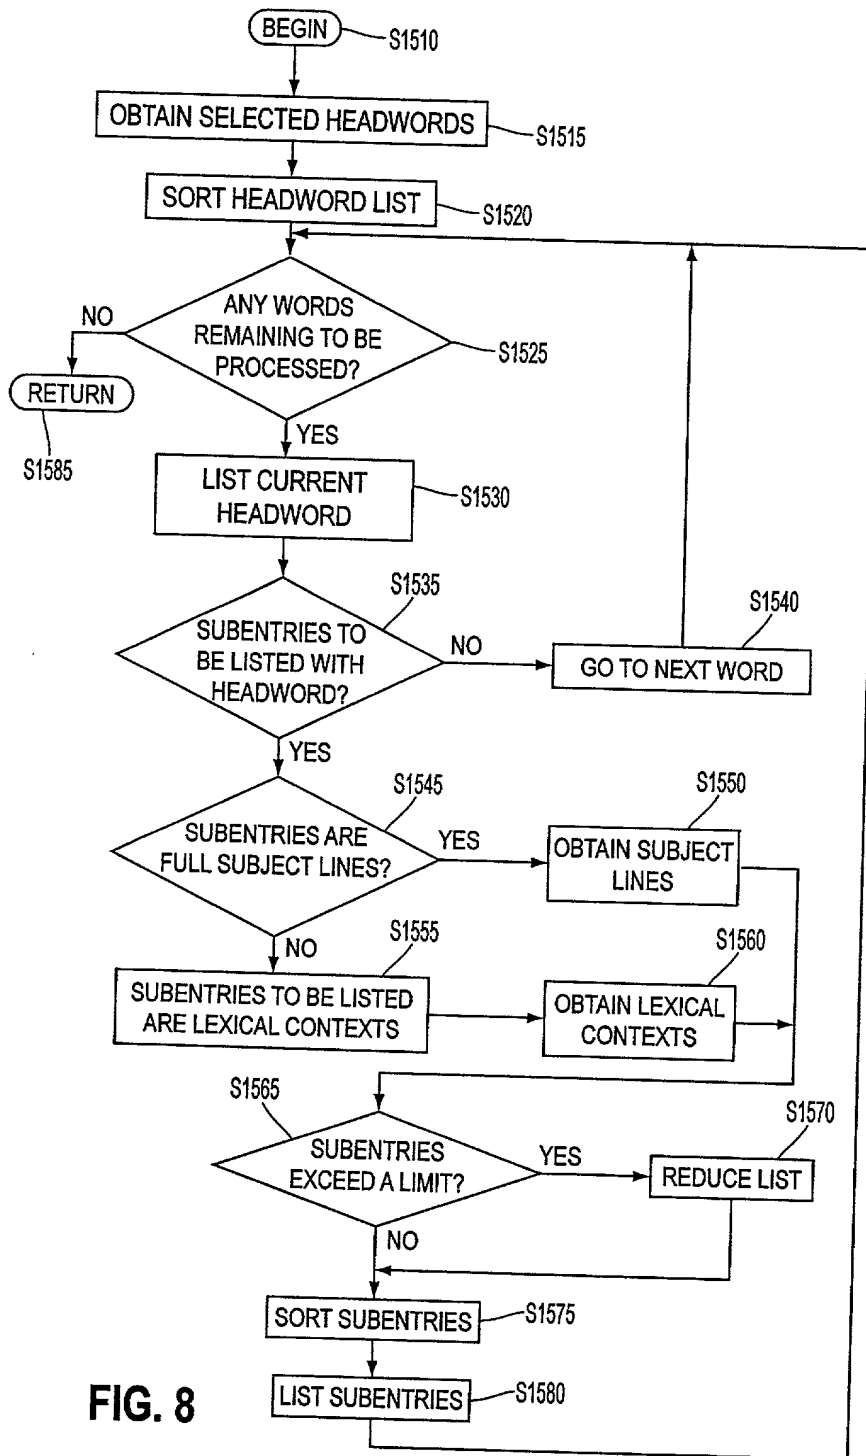 BEGIN
S1510
OBTAIN SELECTED HEADWORDS
S1515
SORT HEADWORD LIST
S1520
ANY WORDS
REMAINING TO BE
PROCESSED?
NO
S1525
RETURN
S1585
YES
LIST CURRENT
HEADWORD
S1530
S1535
SUBENTRIES TO
BE LISTED WITH
HEADWORD?
NO
S1540
GO TO NEXT WORD
YES
S1545
SUBENTRIES ARE
FULL SUBJECT LINES?
YES
S1550
OBTAIN SUBJECT
LINES
NO
S1555
SUBENTRIES TO BE LISTED
ARE LEXICAL CONTEXTS
S1560
OBTAIN LEXICAL
CONTEXTS
S1565
SUBENTRIES
EXCEED A LIMIT?
YES
S1570
REDUCE LIST
NO
SORT SUBENTRIES
S1575
LIST SUBENTRIES
S1580
FIG. 8